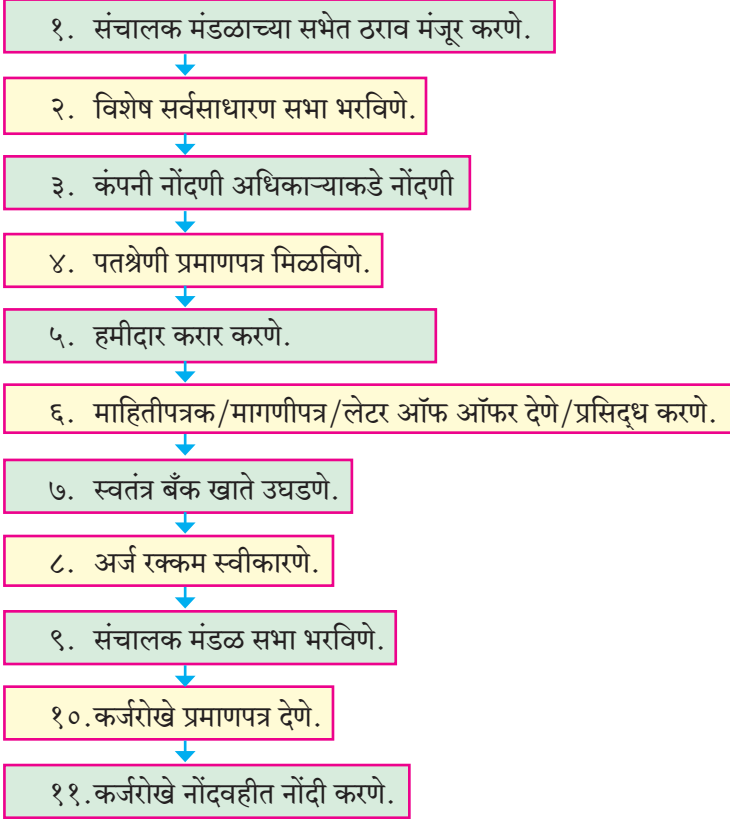 १. संचालक मंडळाच्या सभेत ठराव मंजूर करणे.
२. विशेष सर्वसाधारण सभा भरविणे.
३. कंपनी नोंदणी अधिकाऱ्याकडे नोंदणी
४. पतश्रेणी प्रमाणपत्र मिळविणे.
५. हमीदार करार करणे.
६. माहितीपत्रक/मागणीपत्र/लेटर ऑफ ऑफर देणे/प्रसिद्ध करणे.
७. स्वतंत्र बँक खाते उघडणे.
८. अर्ज रक्कम स्वीकारणे.
९. संचालक मंडळ सभा भरविणे.
१०.कर्जरोखे प्रमाणपत्र देणे.
११.कर्जरोखे नोंदवहीत नोंदी करणे.